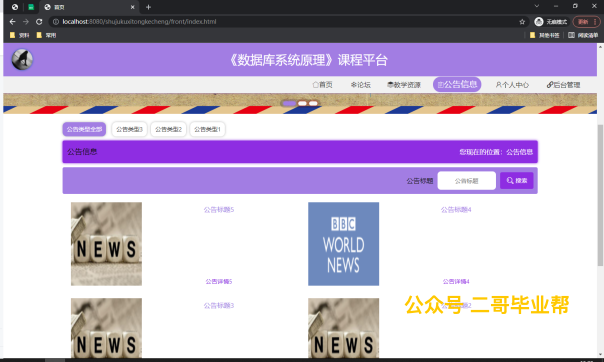 首页
localhost:8080/shujukuxitongkecheng/front/index.html
无痕模式
更新
资料
常用
其他书签
阅读清单
《数据库系统原理》课程平台
首页
论坛
教学资源
公告信息
个人中心
后台管理
公告类型全部
公告类型3
公告类型2
公告类型1
公告信息
您现在的位置：公告信息
公告标题
公告标题
搜索
NEWS
公告标题5
公告详情5
BBC
WORLD
NEWS
公告标题4
公告详情4
NEWS
公告标题3
NEWS
公告标题2
公众号 二哥毕业帮